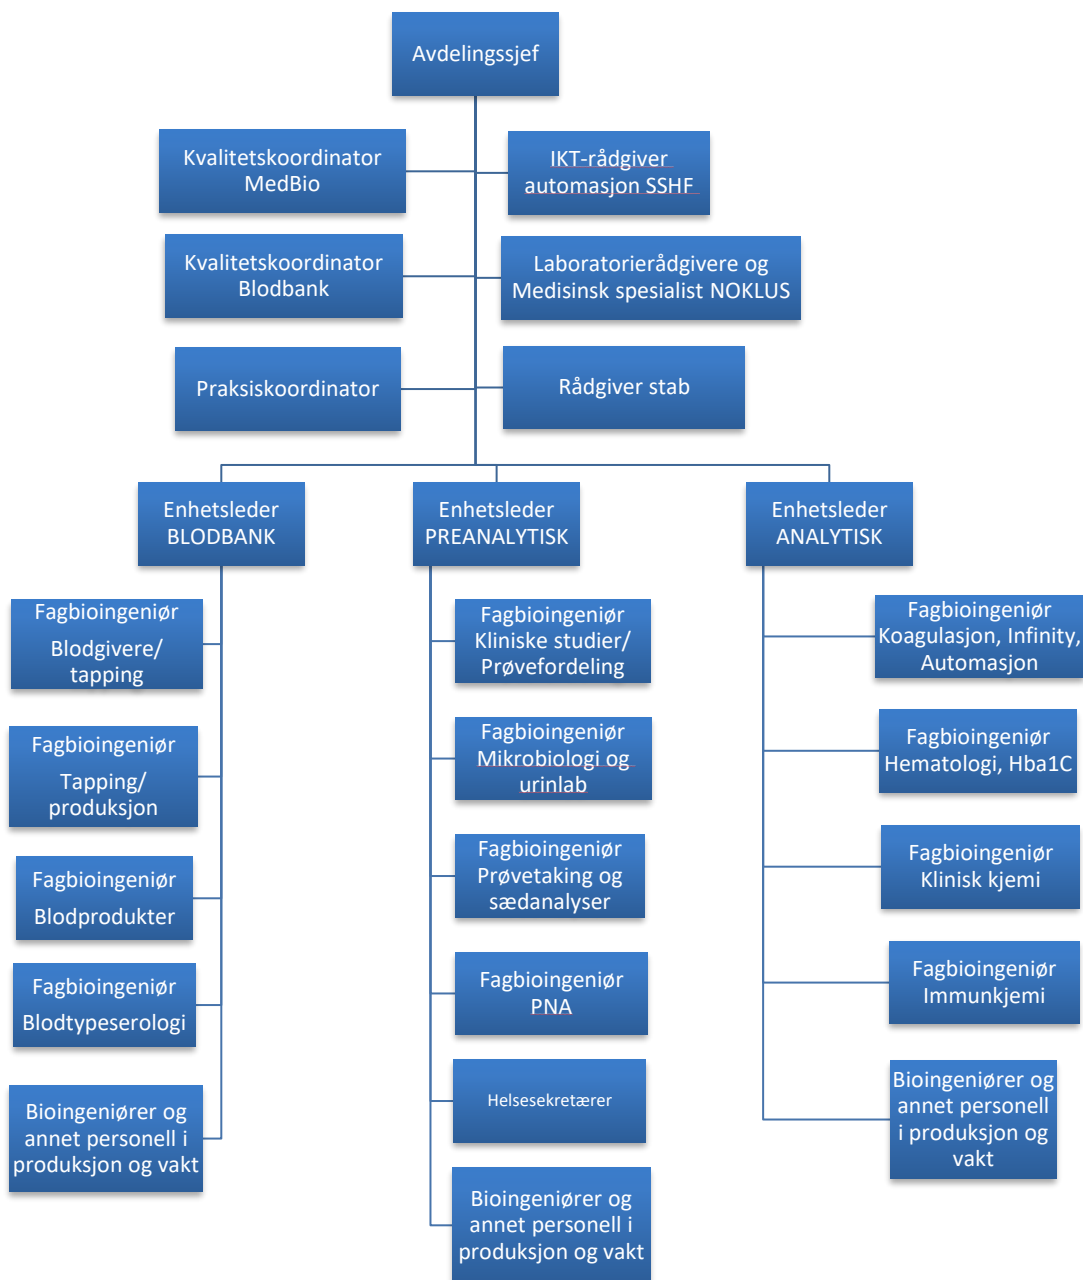 Avdelingssjef
Kvalitetskoordinator
MedBio
IKT-rådgiver
automasjon SSHF
Kvalitetskoordinator
Blodbank
Laboratorierådgivere og
Medisinsk spesialist NOKLUS
Praksiskoordinator
Rådgiver stab
Enhetsleder
BLODBANK
Enhetsleder
PREANALYTISK
Enhetsleder
ANALYTISK
Fagbioingeniør
Blodgivere/
tapping
Fagbioingeniør
Tapping/
produksjon
Fagbioingeniør
Blodprodukter
Fagbioingeniør
Blodtypeserologi
Bioingeniører og
annet personell i
produksjon og vakt
Fagbioingeniør
Kliniske studier/
Prøvefordeling
Fagbioingeniør
Mikrobiologi og
urinlab
Fagbioingeniør
Prøvetaking og
sædanalyser
Fagbioingeniør
PNA
Helsesekretærer
Bioingeniører og
annet personell i
produksjon og vakt
Fagbioingeniør
Koagulasjon, Infinity,
Automasjon
Fagbioingeniør
Hematologi, Hba1C
Fagbioingeniør
Klinisk kjemi
Fagbioingeniør
Immunkjemi
Bioingeniører og
annet personell
i produksjon og
vakt